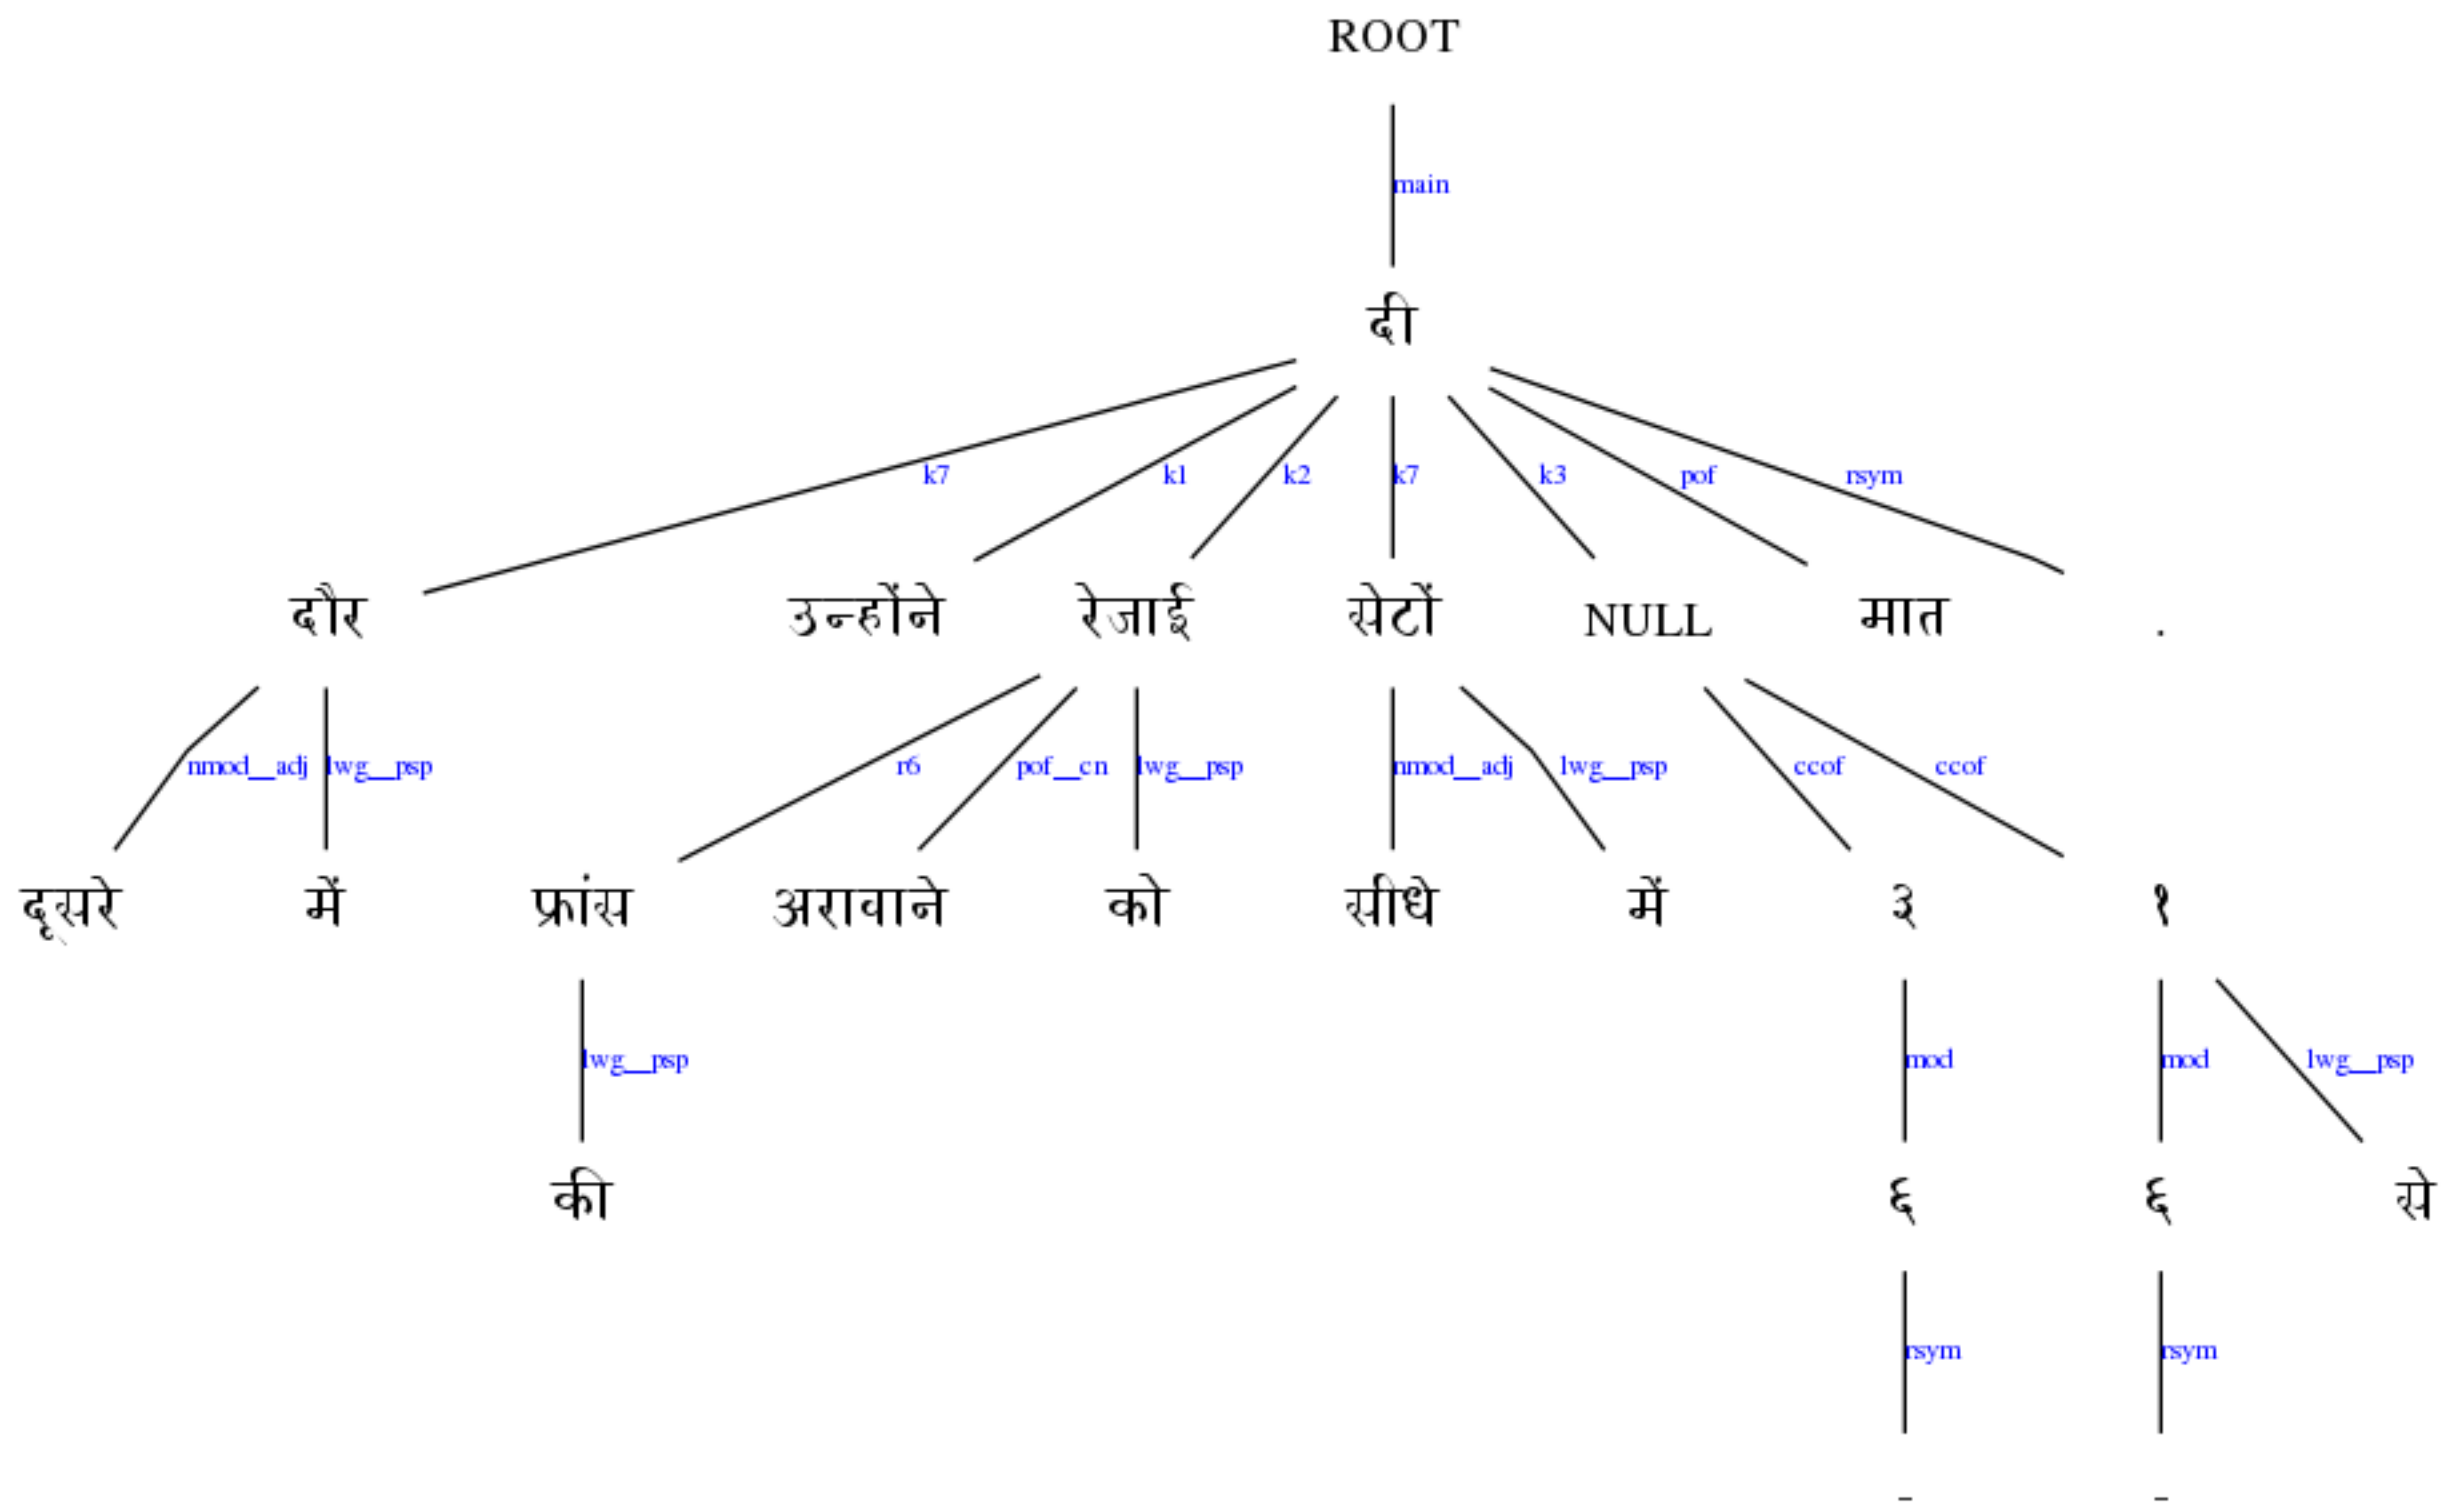 ROOT
main
दी
k7 k1 k2 k7 k3 pof rsym
दौर उन्होंने रेजाई सेटों NULL मात .
nmod__adj lwg__psp r6 pof__cn lwg__psp nmod__adj lwg__psp ccof ccof
दूसरे में फ्रांस अरावाने को सीधे में ३ १
lwg__psp mod mod lwg__psp
की ६ ६ से
rsym rsym
- -